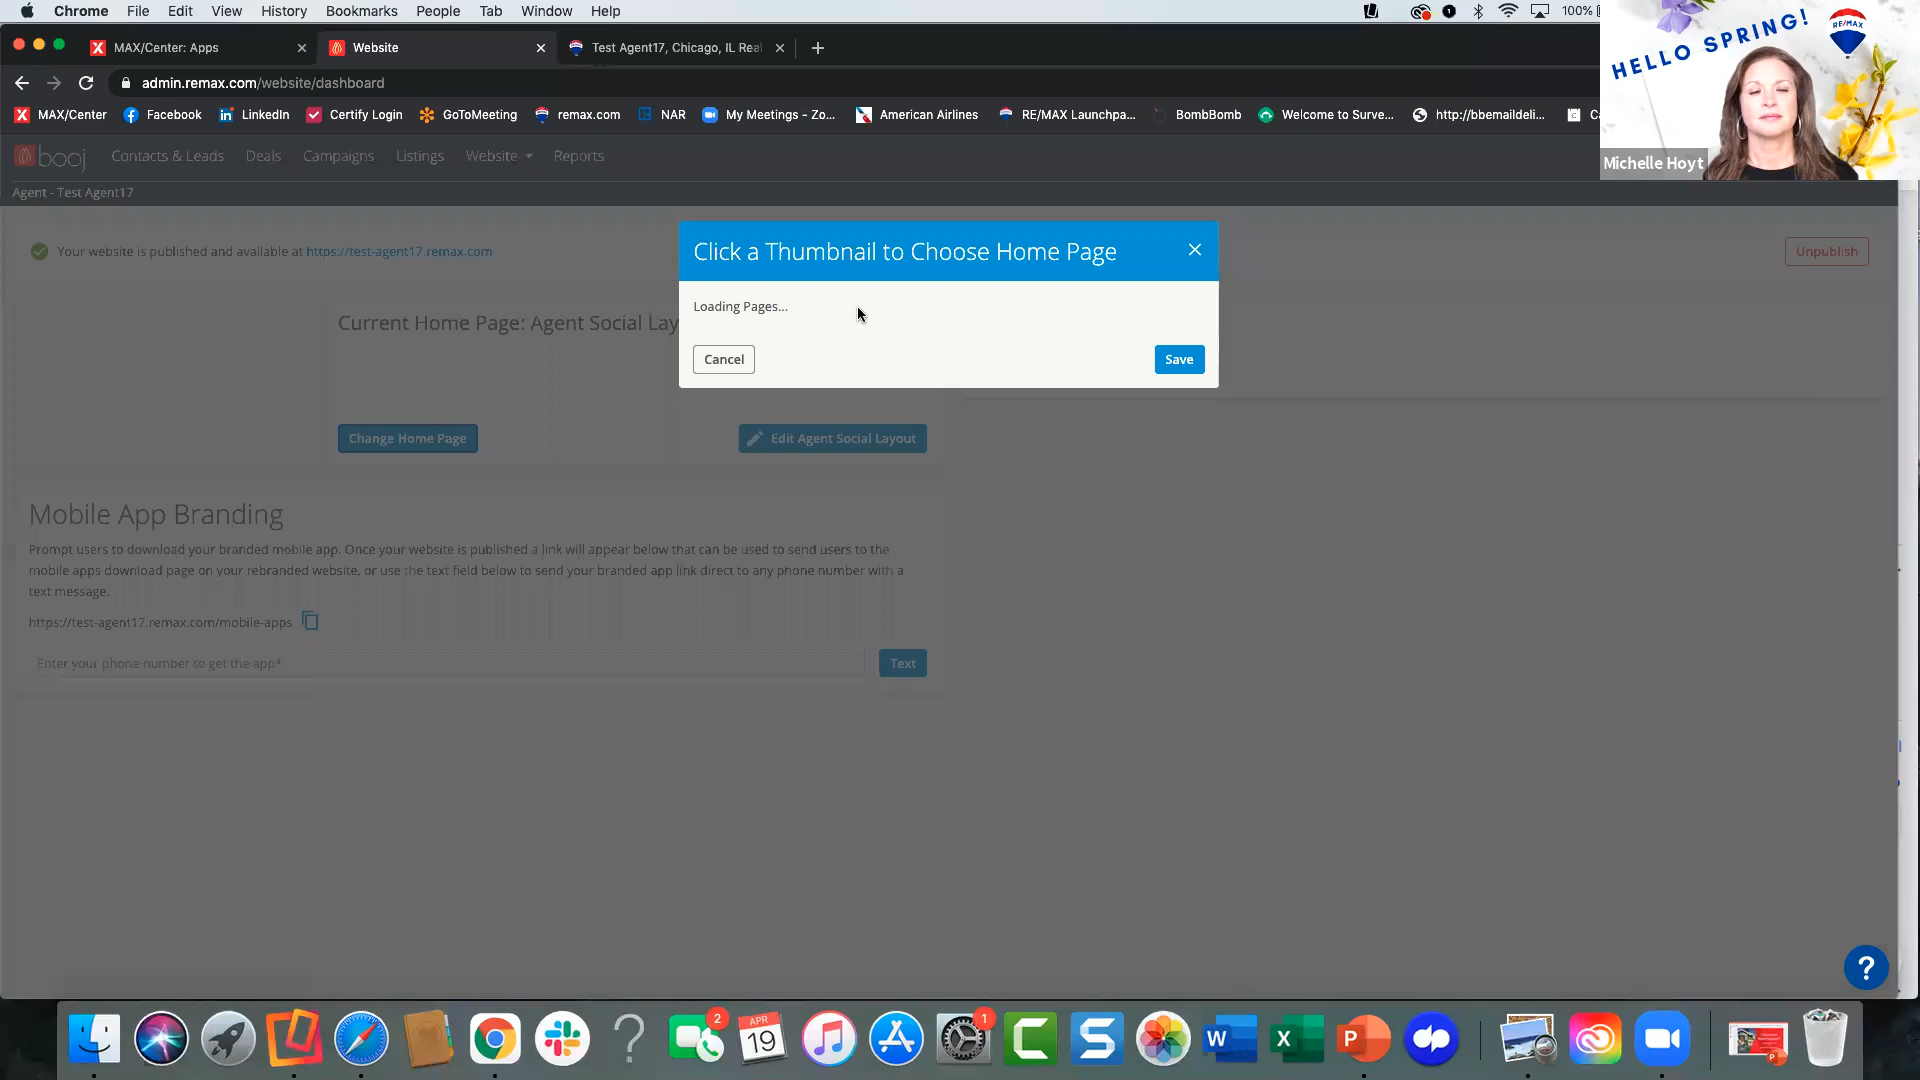 Chrome File Edit View History Bookmarks People Tab Window Help 100%
MAX/Center: Apps Website Test Agent17, Chicago, IL Rea
admin.remax.com/website/dashboard
MAX/Center Facebook LinkedIn Certify Login GoToMeeting remax.com NAR My Meetings - Zo... American Airlines RE/MAX Launchpa... BombBomb Welcome to Surve... http://bbemaildeli...
HELLO SPRING!
RE/MAX
Michelle Hoyt
booj Contacts & Leads Deals Campaigns Listings Website Reports
Agent - Test Agent17
Your website is published and available at https://test-agent17.remax.com
Unpublish
Click a Thumbnail to Choose Home Page
Loading Pages...
Cancel Save
Current Home Page: Agent Social Lay
Change Home Page Edit Agent Social Layout
Mobile App Branding
Prompt users to download your branded mobile app. Once your website is published a link will appear below that can be used to send users to the
mobile apps download page on your rebranded website, or use the text field below to send your branded app link direct to any phone number with a
text message.
https://test-agent17.remax.com/mobile-apps
Enter your phone number to get the app*
Text
?
2 APR 19 1 C S W X P P